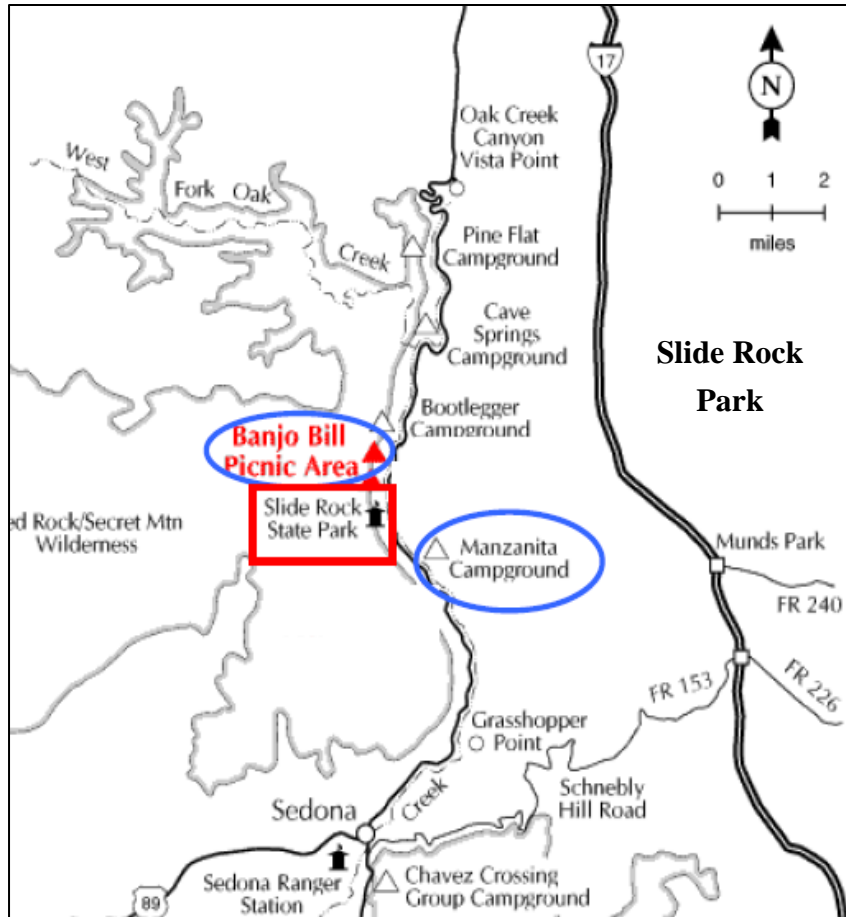 17
N
Oak Creek
Canyon
Vista Point
West
Fork Oak
Creek
0 1 2
miles
Pine Flat
Campground
Cave
Springs
Campground
Slide Rock
Park
Bootlegger
Campground
Banjo Bill
Picnic Area
Slide Rock
State Park
ed Rock/Secret Mtn
Wilderness
Manzanita
Campground
Munds Park
FR 240
FR 153
FR 226
Grasshopper
Point
Schnebly
Hill Road
Sedona
Creek
Sedona Ranger
Station
Chavez Crossing
Group Campground
89